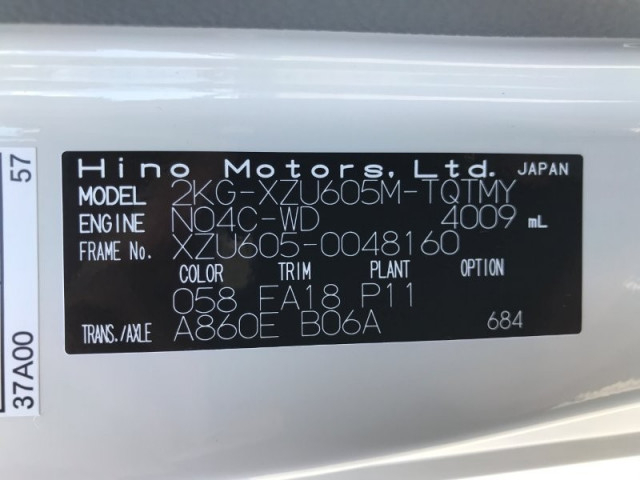 Hino Motors, Ltd. JAPAN
MODEL 2KG-XZU605M-TQTMY
ENGINE N04C-WD 4009 mL
FRAME No. XZU605-0048160
COLOR TRIM PLANT OPTION
058 FA18 P11
TRANS./AXLE A860E B06A 684
37A00 57